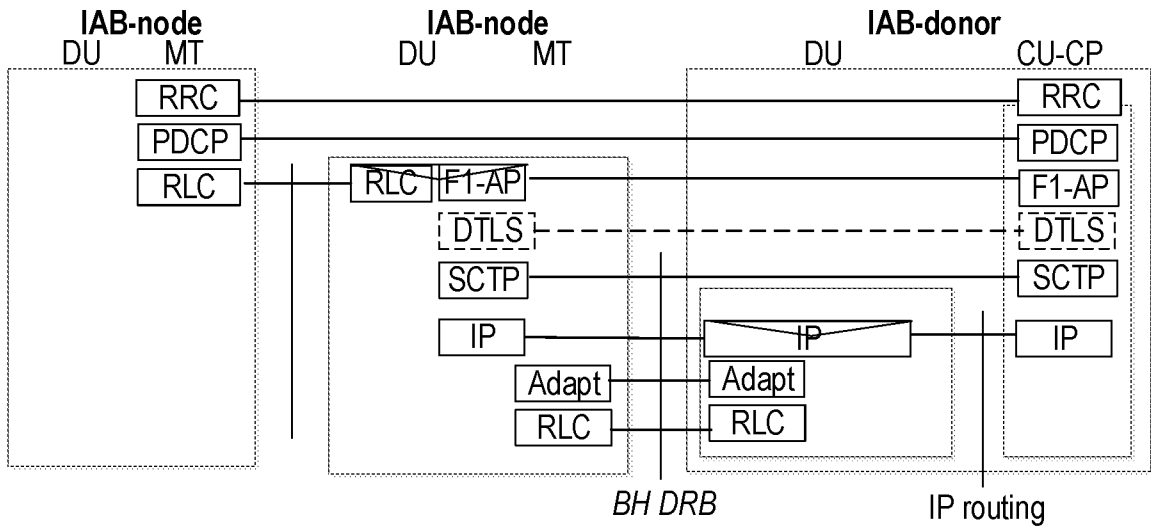 IAB-node IAB-node IAB-donor
DU MT DU MT DU CU-CP
RRC RRC
PDCP PDCP
RLC RLC F1-AP F1-AP
DTLS DTLS
SCTP SCTP
IP IP IP
Adapt Adapt
RLC RLC
BH DRB IP routing